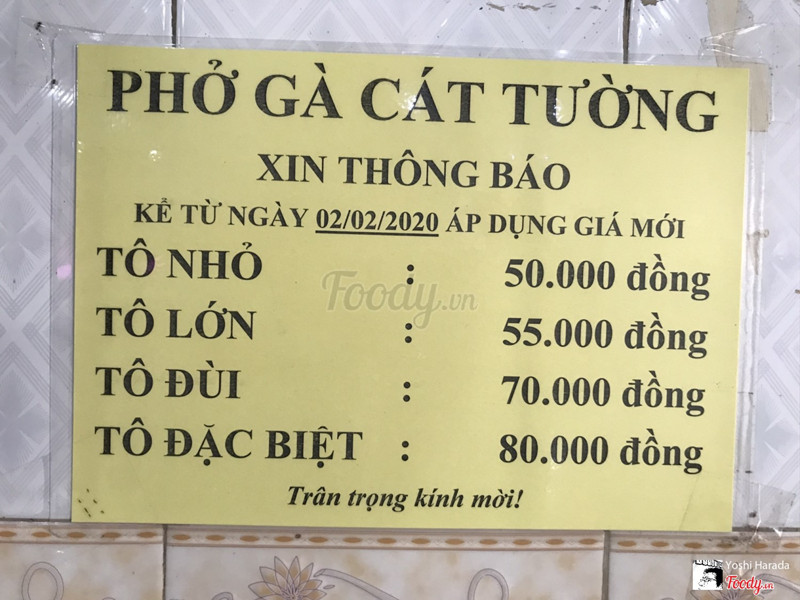 PHỞ GÀ CÁT TƯỜNG
XIN THÔNG BÁO
KỂ TỪ NGÀY 02/02/2020 ÁP DỤNG GIÁ MỚI
TÔ NHỎ : 50.000 đồng
Foody.vn
TÔ LỚN : 55.000 đồng
TÔ ĐÙI : 70.000 đồng
TÔ ĐẶC BIỆT : 80.000 đồng
Trân trọng kính mời!
Yoshi Harada
Foody.vn